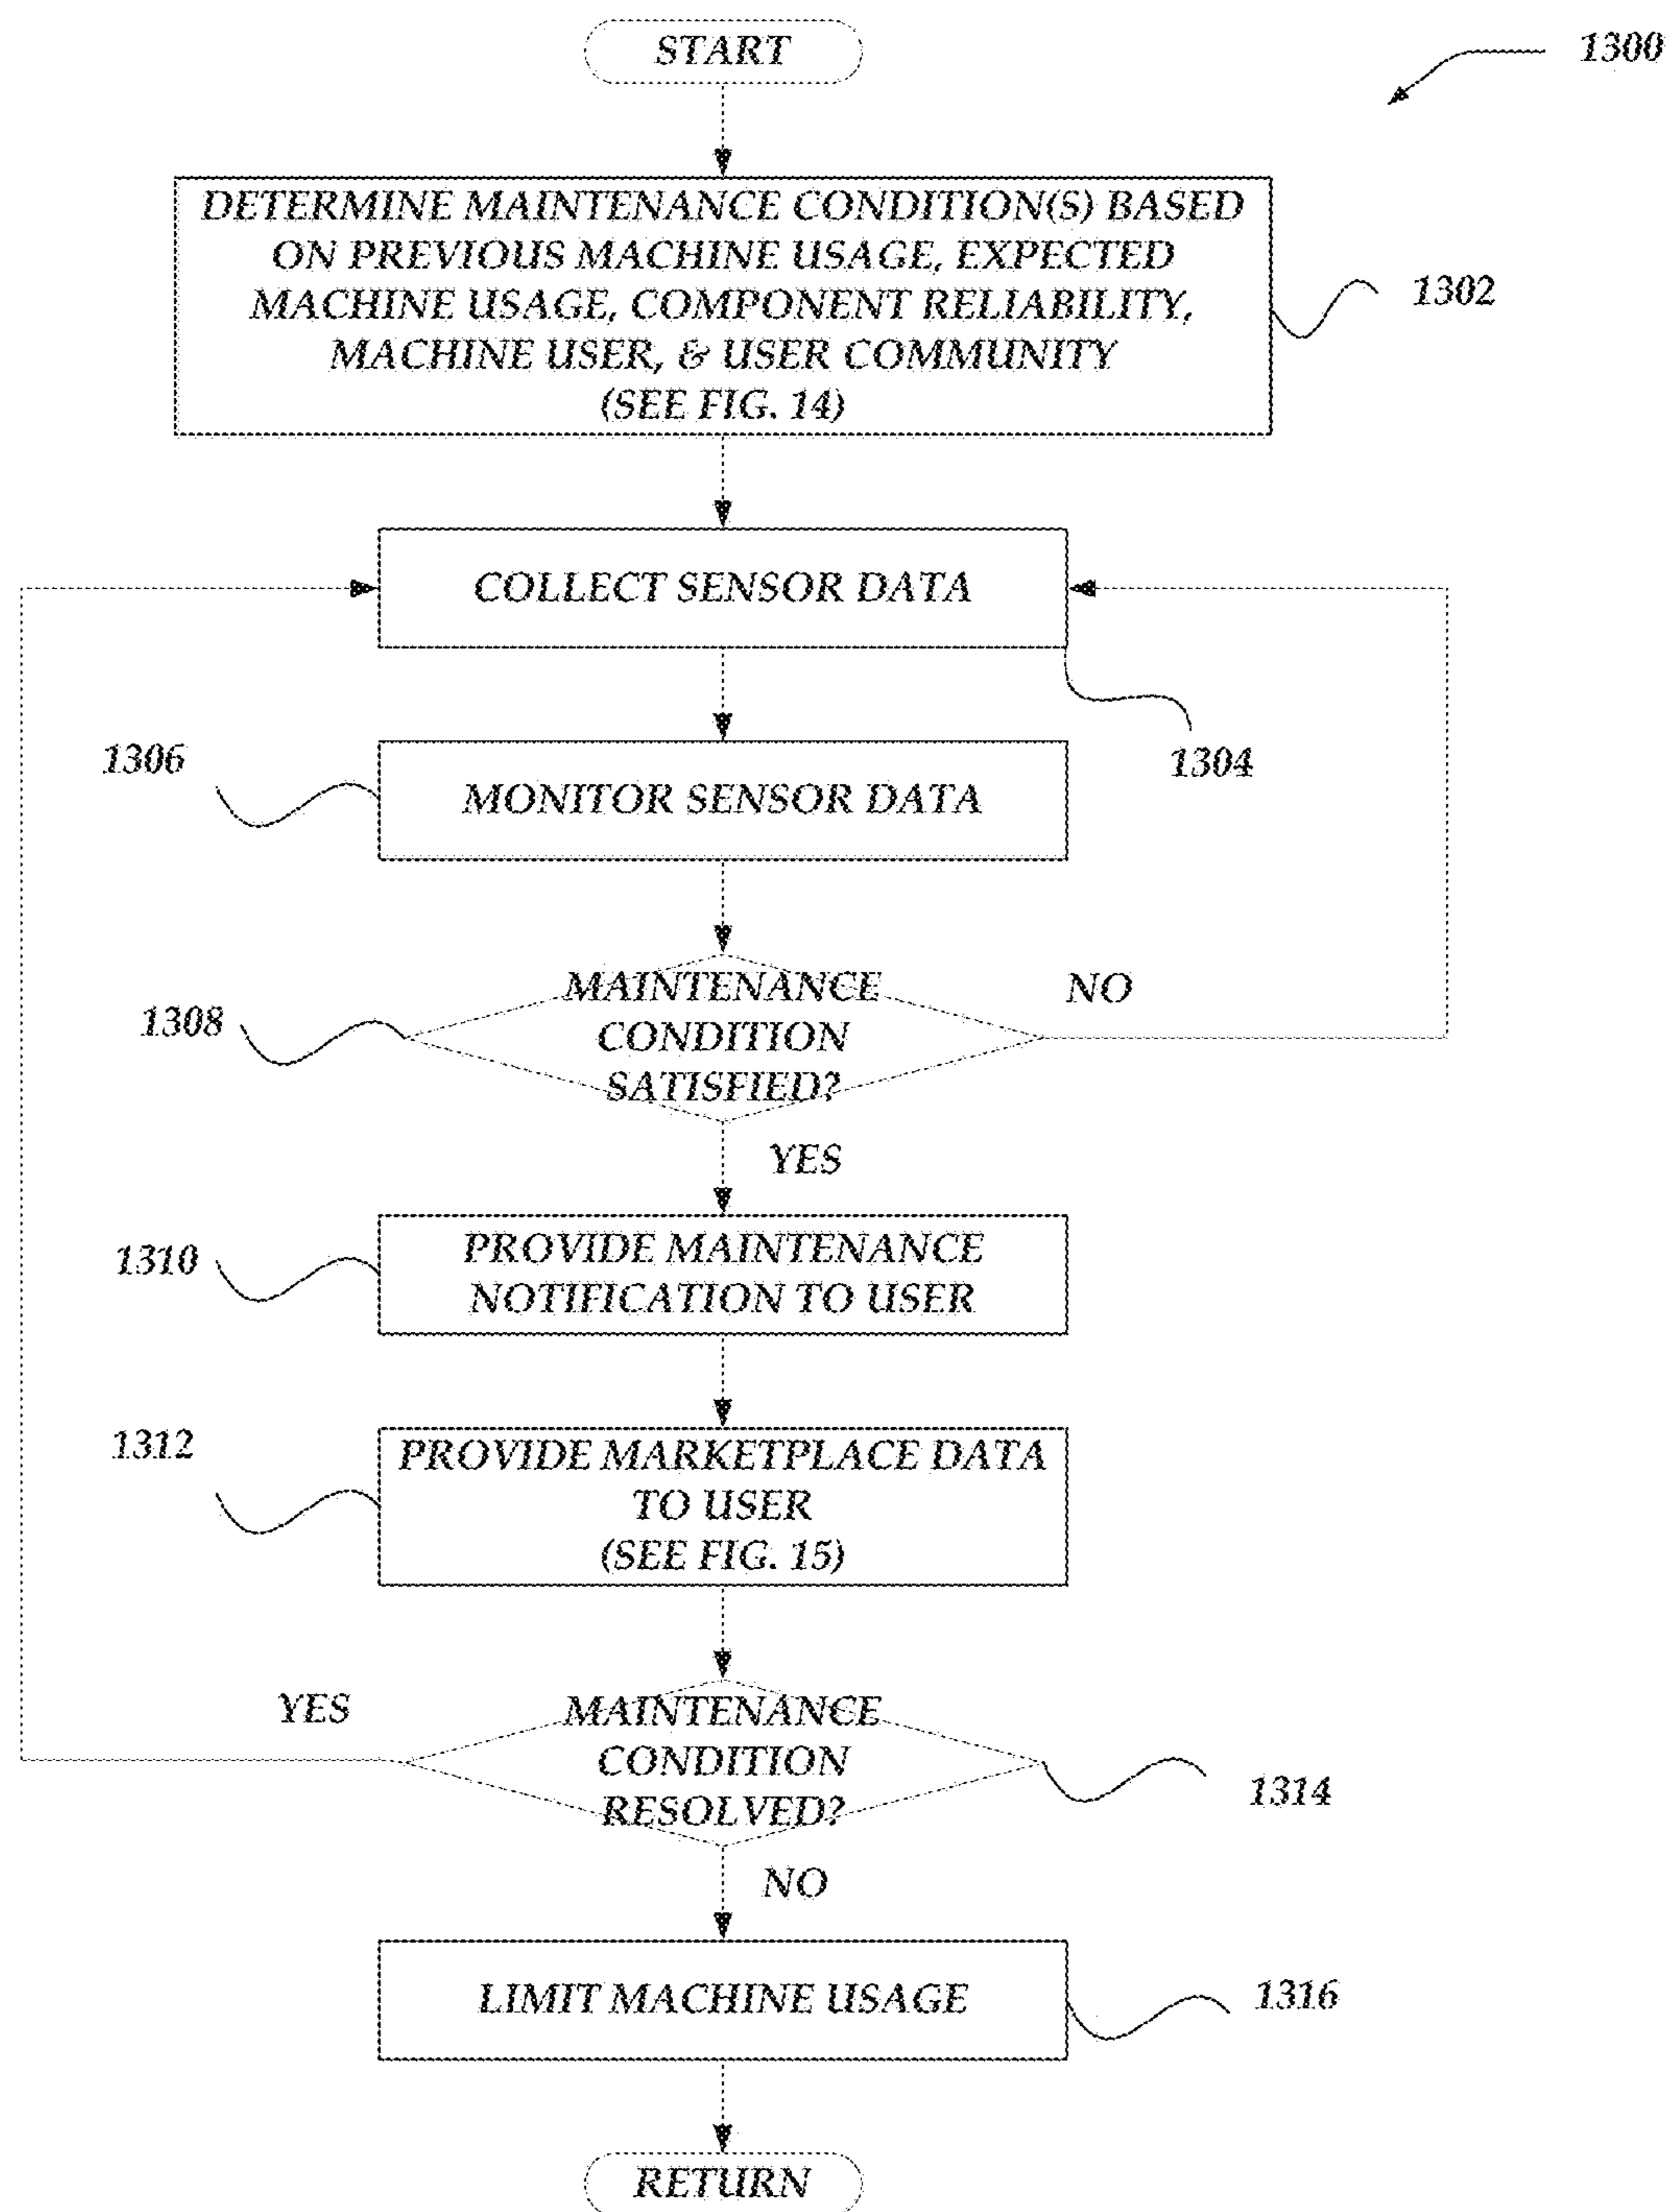 START
1300
DETERMINE MAINTENANCE CONDITION(S) BASED
ON PREVIOUS MACHINE USAGE, EXPECTED
MACHINE USAGE, COMPONENT RELIABILITY,
MACHINE USER, & USER COMMUNITY
(SEE FIG. 14)
1302
COLLECT SENSOR DATA
1304
1306
MONITOR SENSOR DATA
1308
MAINTENANCE
CONDITION
SATISFIED?
NO
YES
1310
PROVIDE MAINTENANCE
NOTIFICATION TO USER
1312
PROVIDE MARKETPLACE DATA
TO USER
(SEE FIG. 15)
YES
MAINTENANCE
CONDITION
RESOLVED?
1314
NO
LIMIT MACHINE USAGE
1316
RETURN